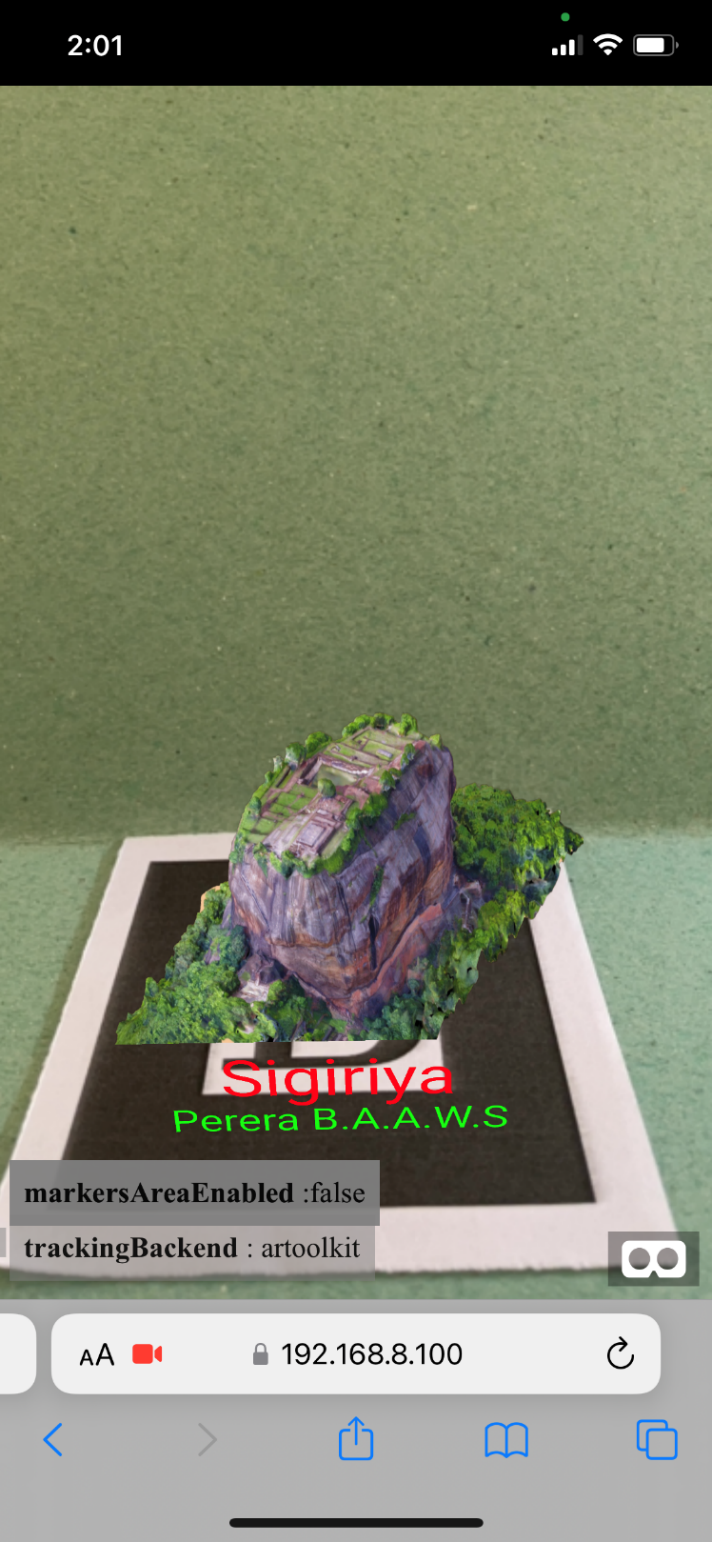 2:01
Sigiriya
Perera B.A.A.W.S
markersAreaEnabled :false
trackingBackend : artoolkit
AA 192.168.8.100